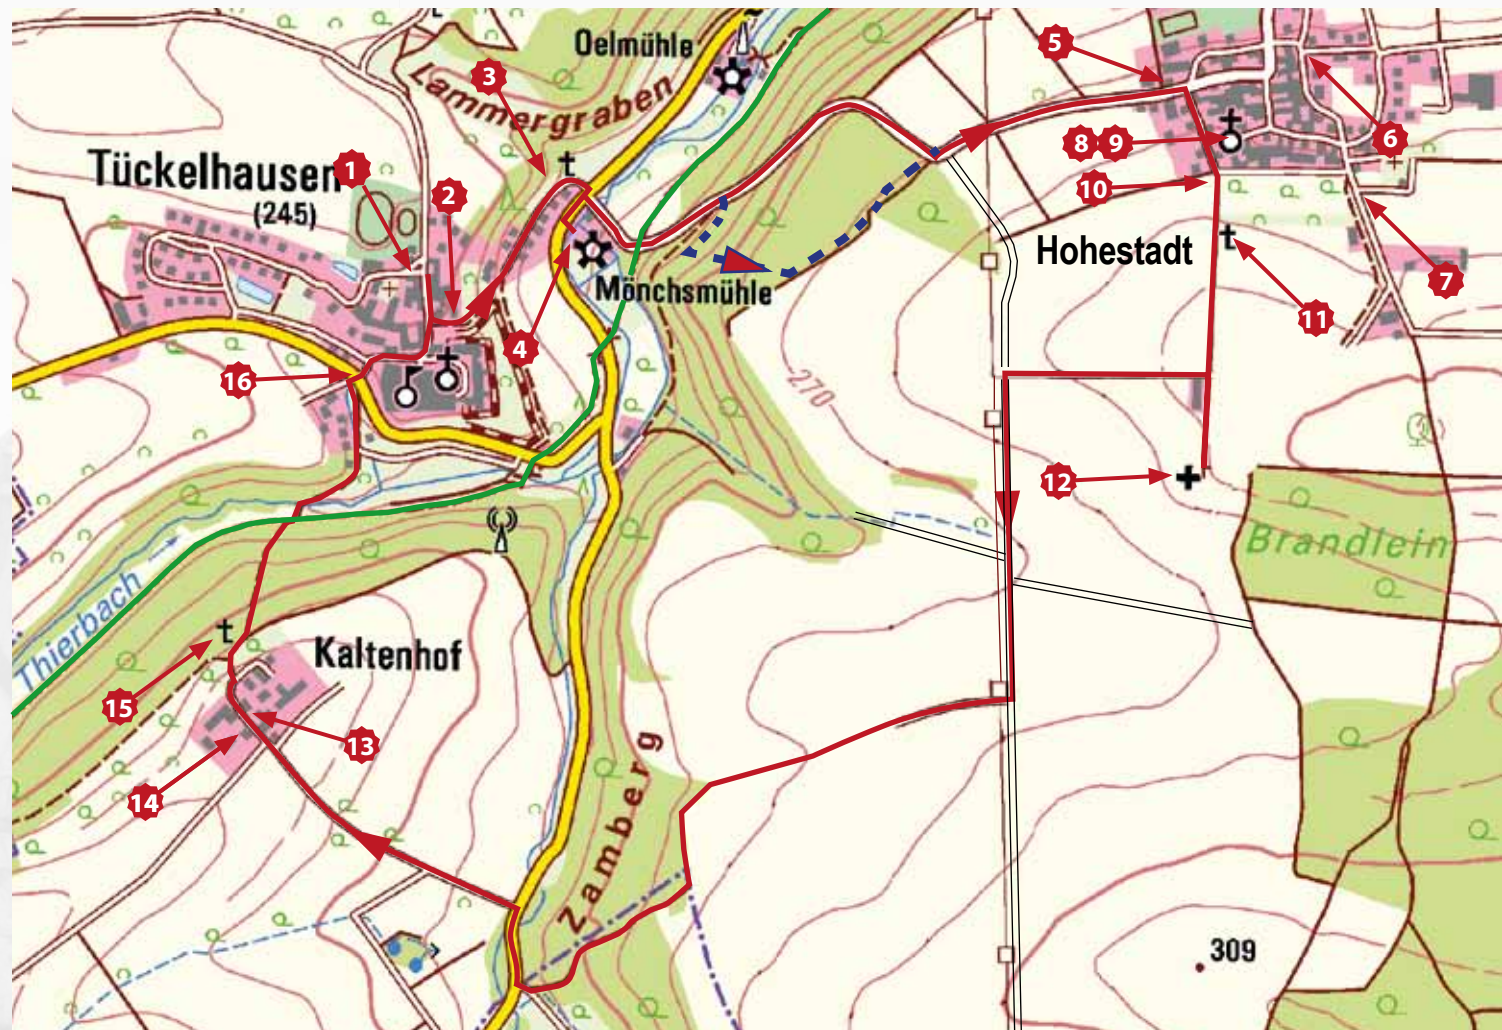 Oelmühle
5
3
Lammergraben
6
8 9
Tückelhausen
1
(245)
2
10
Hohestadt
7
Mönchsmühle
11
4
16
270
12
Brandlein
Thierbach
Kaltenhof
15
13
14
Zamberg
309